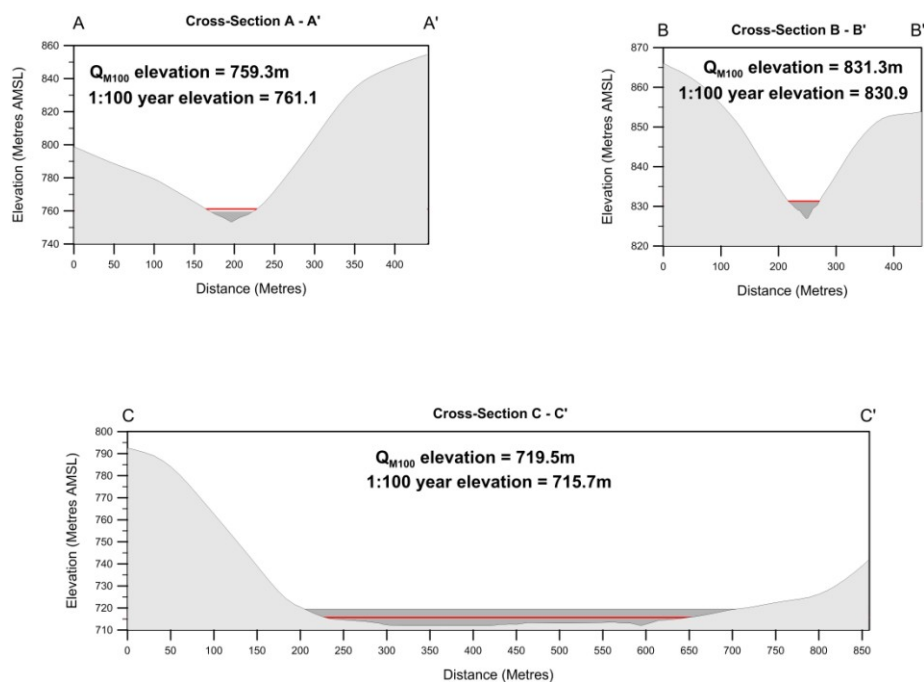 A
Cross-Section A - A'
A'
QM100 elevation = 759.3m
1:100 year elevation = 761.1
Elevation (Metres AMSL)
860
840
820
800
780
760
740
0 50 100 150 200 250 300 350 400
Distance (Metres)
B
Cross-Section B - B'
B'
QM100 elevation = 831.3m
1:100 year elevation = 830.9
Elevation (Metres AMSL)
870
860
850
840
830
820
0 100 200 300 400
Distance (Metres)
C
Cross-Section C - C'
C'
QM100 elevation = 719.5m
1:100 year elevation = 715.7m
Elevation (Metres AMSL)
800
790
780
770
760
750
740
730
720
710
0 50 100 150 200 250 300 350 400 450 500 550 600 650 700 750 800 850
Distance (Metres)